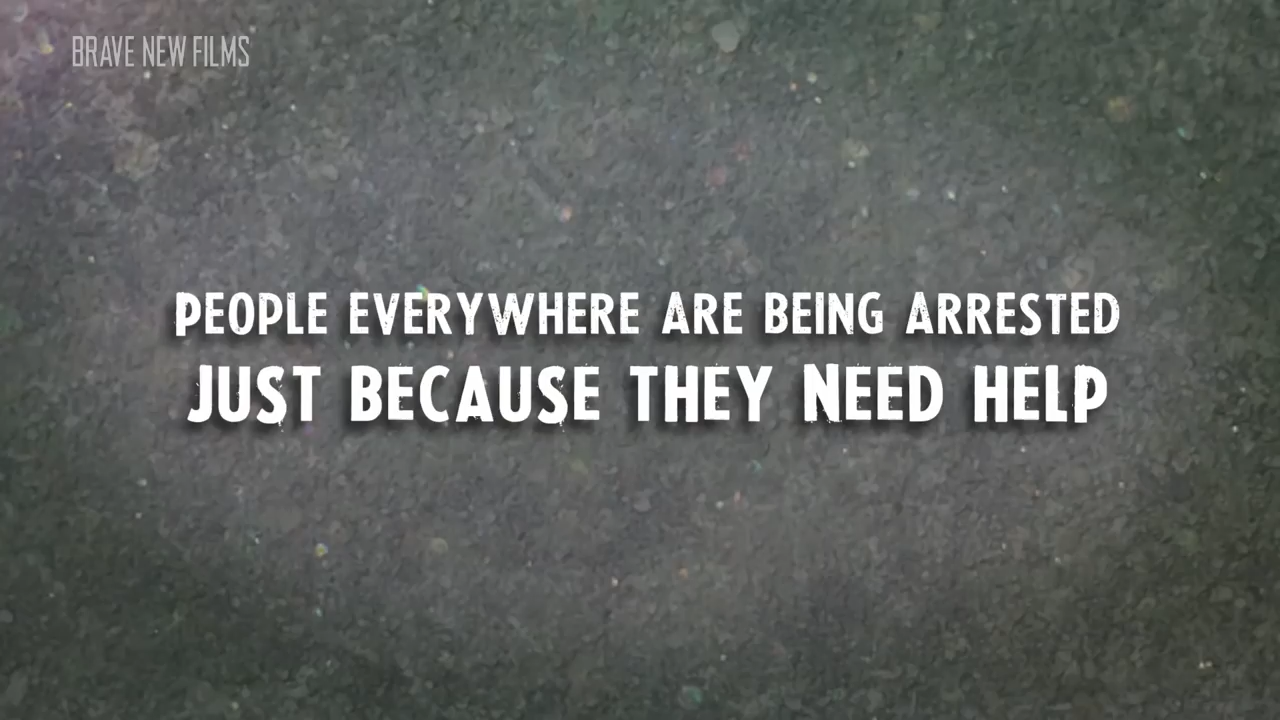 BRAVE NEW FILMS
PEOPLE EVERYWHERE ARE BEING ARRESTED
JUST BECAUSE THEY NEED HELP